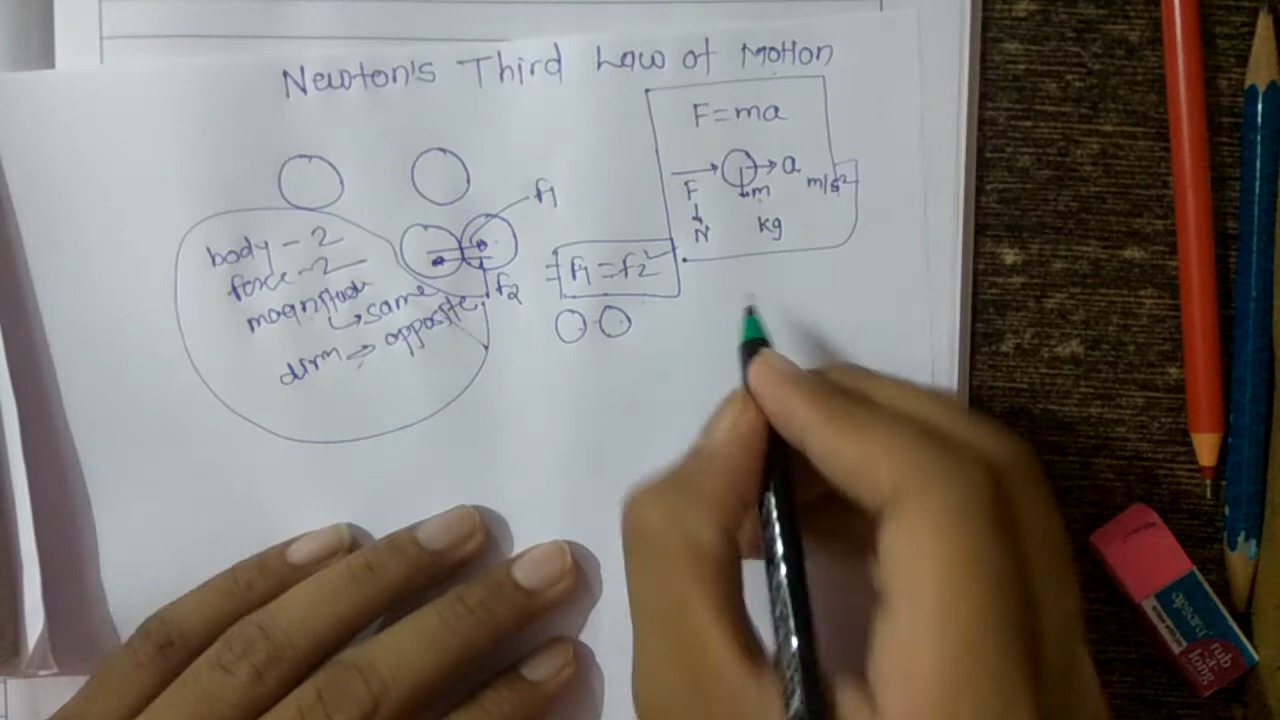 Newton's Third Law of Motion
F=ma
F
m
a
m/s²
N
kg
f1
f2
f1 = f2
body - 2
force - 2
magnitude
same
dirn → opposite
rub